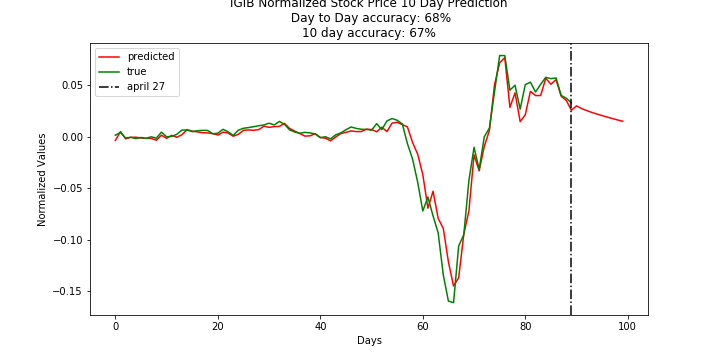 IGIB Normalized Stock Price 10 Day Prediction
Day to Day accuracy: 68%
10 day accuracy: 67%
predicted
true
april 27
Normalized Values
0.05
0.00
−0.05
−0.10
−0.15
0 20 40 60 80 100
Days